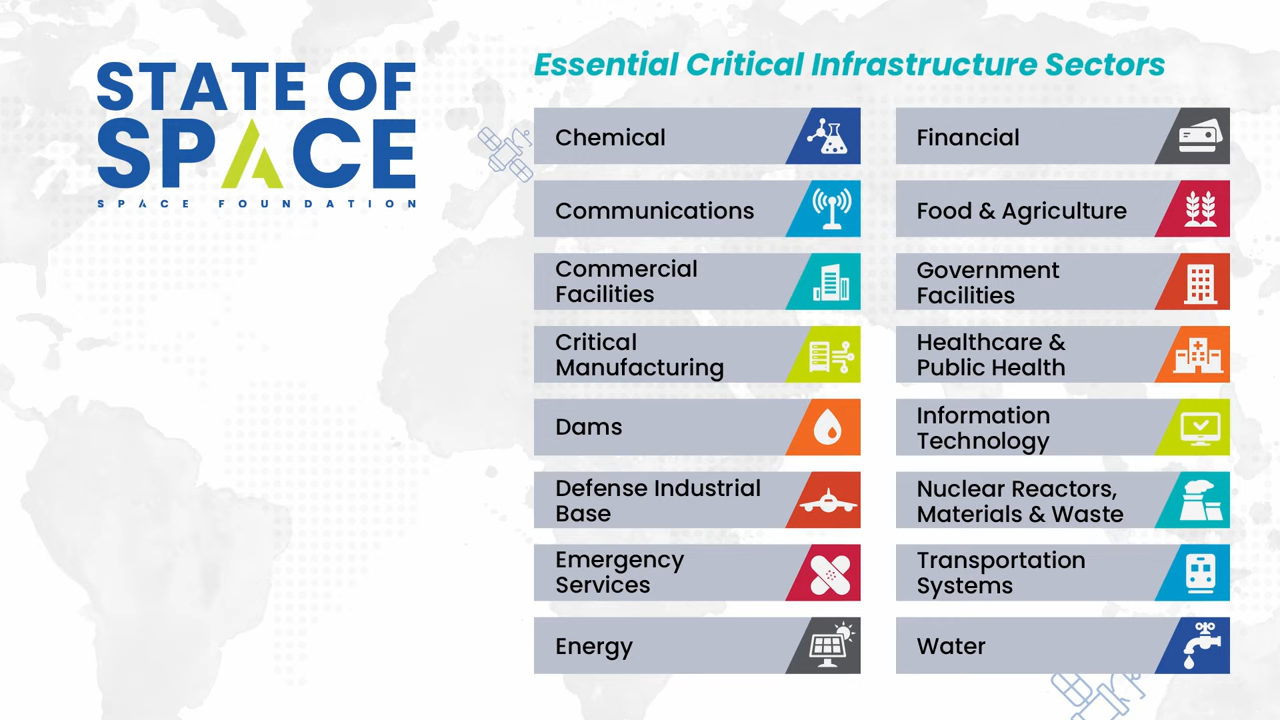 STATE OF
SPACE
SPACE FOUNDATION
Essential Critical Infrastructure Sectors
Chemical
Communications
Commercial
Facilities
Critical
Manufacturing
Dams
Defense Industrial
Base
Emergency
Services
Energy
Financial
Food & Agriculture
Government
Facilities
Healthcare &
Public Health
Information
Technology
Nuclear Reactors,
Materials & Waste
Transportation
Systems
Water